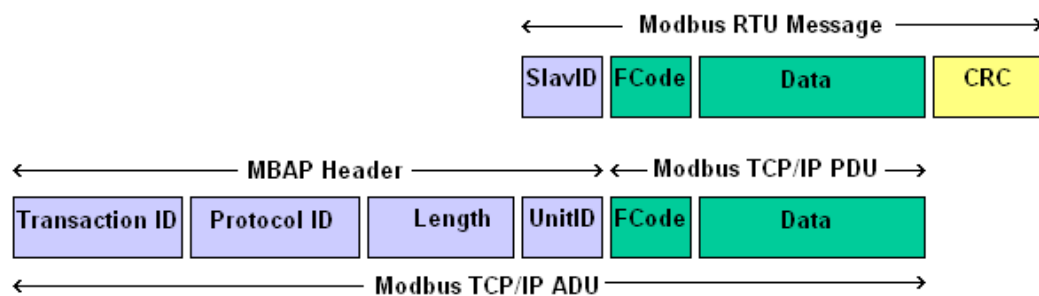 Modbus RTU Message
SlavID FCode Data CRC
MBAP Header Modbus TCP/IP PDU
Transaction ID Protocol ID Length UnitID FCode Data
Modbus TCP/IP ADU